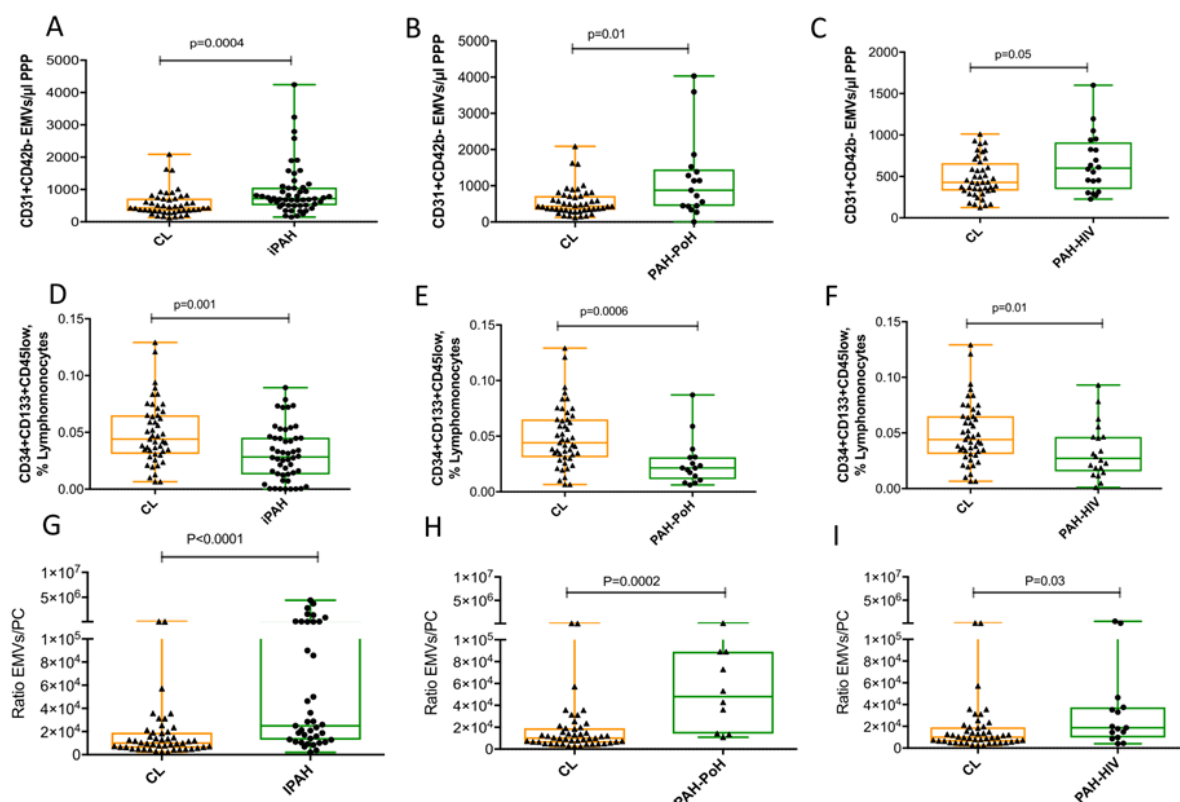 A
p=0.0004
CD31+CD42b- EMVs/µl PPP
5000
4000
3000
2000
1000
0
CL
iPAH
B
p=0.01
CD31+CD42b- EMVs/µl PPP
5000
4000
3000
2000
1000
0
CL
PAH-PoH
C
p=0.05
CD31+CD42b- EMVs/µl PPP
2000
1500
1000
500
0
CL
PAH-HIV
D
p=0.001
CD34+CD133+CD45low,
% Lymphomonocytes
0.15
0.10
0.05
0.00
CL
iPAH
E
p=0.0006
CD34+CD133+CD45low,
% Lymphomonocytes
0.15
0.10
0.05
0.00
CL
PAH-PoH
F
p=0.01
CD34+CD133+CD45low,
% Lymphomonocytes
0.15
0.10
0.05
0.00
CL
PAH-HIV
G
P<0.0001
Ratio EMVs/PC
1×10⁷
5×10⁶
1×10⁵
8×10⁴
6×10⁴
4×10⁴
2×10⁴
0
CL
IPAH
H
P=0.0002
Ratio EMVs/PC
1×10⁷
5×10⁶
1×10⁵
8×10⁴
6×10⁴
4×10⁴
2×10⁴
0
CL
PAH-PoH
I
P=0.03
Ratio EMVs/PC
1×10⁷
5×10⁶
1×10⁵
8×10⁴
6×10⁴
4×10⁴
2×10⁴
0
CL
PAH-HIV